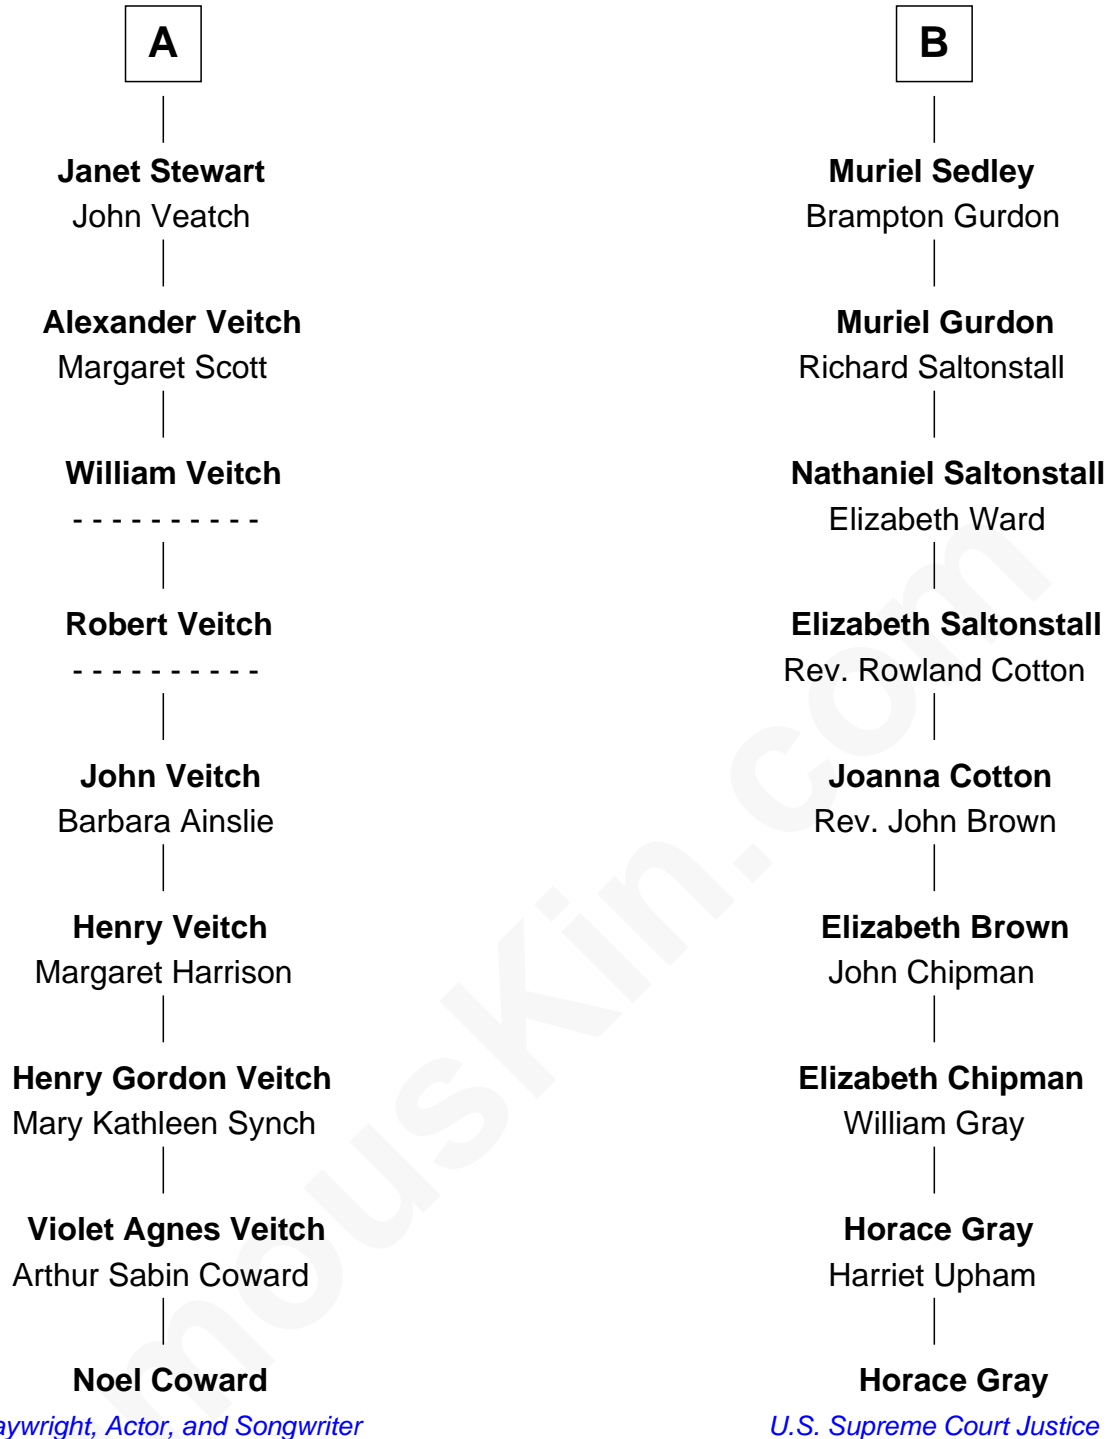 A
Janet Stewart
John Veatch
Alexander Veitch
Margaret Scott
William Veitch
- - - - - - - - - -
Robert Veitch
- - - - - - - - - -
John Veitch
Barbara Ainslie
Henry Veitch
Margaret Harrison
Henry Gordon Veitch
Mary Kathleen Synch
Violet Agnes Veitch
Arthur Sabin Coward
Noel Coward
aywright, Actor, and Songwriter
B
Muriel Sedley
Brampton Gurdon
Muriel Gurdon
Richard Saltonstall
Nathaniel Saltonstall
Elizabeth Ward
Elizabeth Saltonstall
Rev. Rowland Cotton
Joanna Cotton
Rev. John Brown
Elizabeth Brown
John Chipman
Elizabeth Chipman
William Gray
Horace Gray
Harriet Upham
Horace Gray
U.S. Supreme Court Justice
mousKin.com